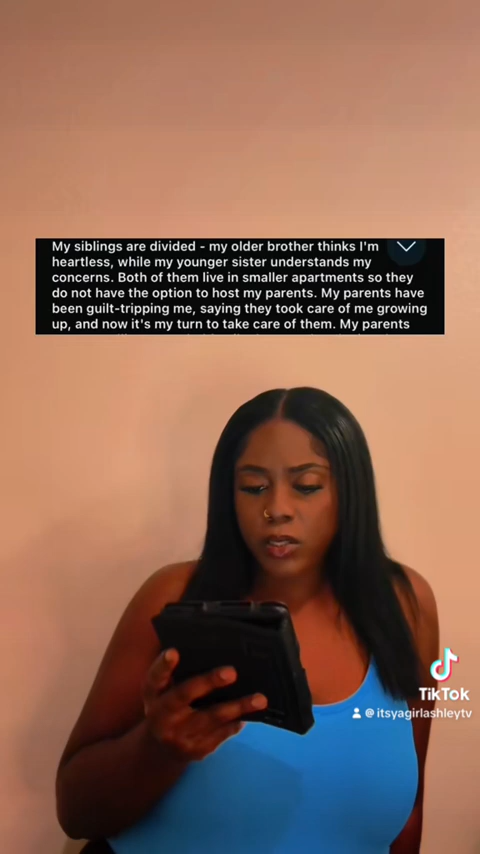 My siblings are divided - my older brother thinks I'm
heartless, while my younger sister understands my
concerns. Both of them live in smaller apartments so they
do not have the option to host my parents. My parents have
been guilt-tripping me, saying they took care of me growing
up, and now it's my turn to take care of them. My parents
TikTok
@itsyagirlashleytv